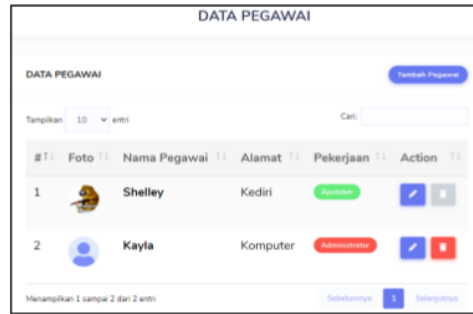 DATA PEGAWAI
DATA PEGAWAI Tambah Pegawai
Tampilkan 10 entri Cari:
# Foto Nama Pegawai Alamat Pekerjaan Action
1 Shelley Kediri Apoteker
2 Kayla Komputer Administrator
Menampilkan 1 sampai 2 dari 2 entri Sebelumnya 1 Selanjutnya